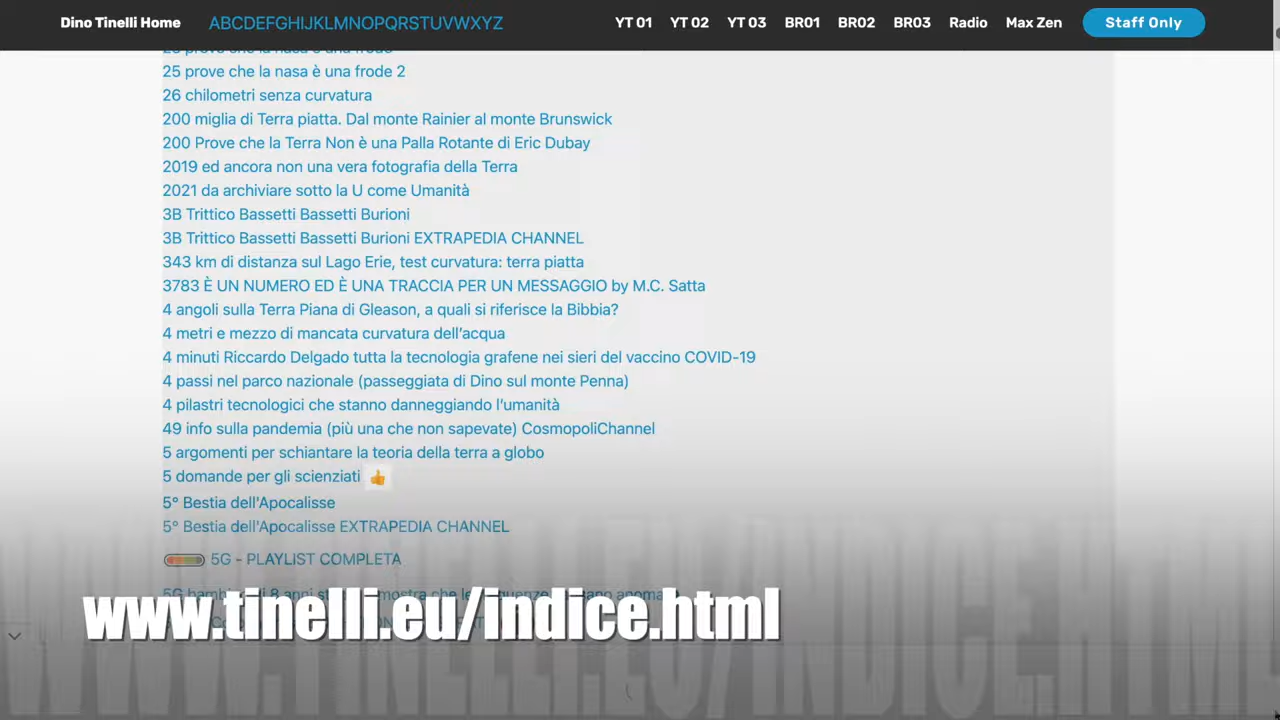 Dino Tinelli Home ABCDEFGHIJKLMNOPQRSTUVWXYZ YT 01 YT 02 YT 03 BR01 BR02 BR03 Radio Max Zen Staff Only
25 prove che la nasa è una frode 2
26 chilometri senza curvatura
200 miglia di Terra piatta. Dal monte Rainier al monte Brunswick
200 Prove che la Terra Non è una Palla Rotante di Eric Dubay
2019 ed ancora non una vera fotografia della Terra
2021 da archiviare sotto la U come Umanità
3B Trittico Bassetti Bassetti Burioni
3B Trittico Bassetti Bassetti Burioni EXTRAPEDIA CHANNEL
343 km di distanza sul Lago Erie, test curvatura: terra piatta
3783 È UN NUMERO ED È UNA TRACCIA PER UN MESSAGGIO by M.C. Satta
4 angoli sulla Terra Piana di Gleason, a quali si riferisce la Bibbia?
4 metri e mezzo di mancata curvatura dell’acqua
4 minuti Riccardo Delgado tutta la tecnologia grafene nei sieri del vaccino COVID-19
4 passi nel parco nazionale (passeggiata di Dino sul monte Penna)
4 pilastri tecnologici che stanno danneggiando l’umanità
49 info sulla pandemia (più una che non sapevate) CosmopoliChannel
5 argomenti per schiantare la teoria della terra a globo
5 domande per gli scienziati 👍
5° Bestia dell'Apocalisse
5° Bestia dell'Apocalisse EXTRAPEDIA CHANNEL
5G - PLAYLIST COMPLETA
www.tinelli.eu/indice.html
WWW.TINELLI.EU/INDICE.HTML